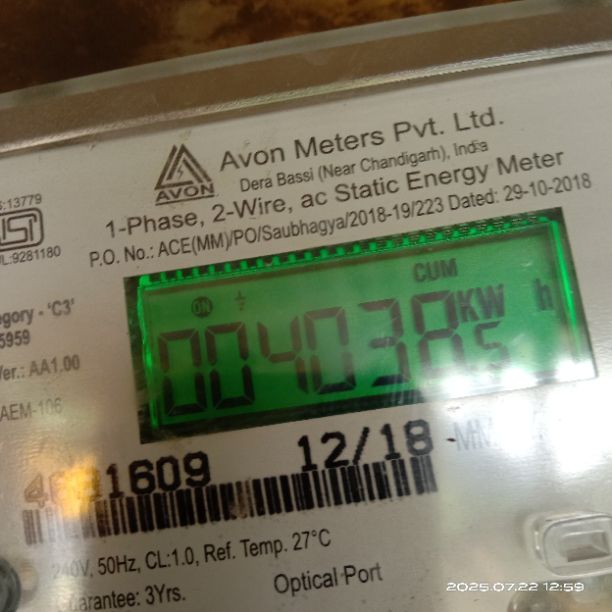 Avon Meters Pvt. Ltd.
Dera Bassi (Near Chandigarh), India
AVON
1-Phase, 2-Wire, ac Static Energy Meter
P.O. No.: ACE(MM)/PO/Saubhagya/2018-19/223 Dated: 29-10-2018
:13779
ISI
/L:9281180
egory - 'C3'
5959
Ver.: AA1.00
AEM-106
CUM
ON
KW h
12/18
240V, 50Hz, CL:1.0, Ref. Temp. 27°C
Guarantee: 3Yrs.
Optical Port
2025.07.22 12:59